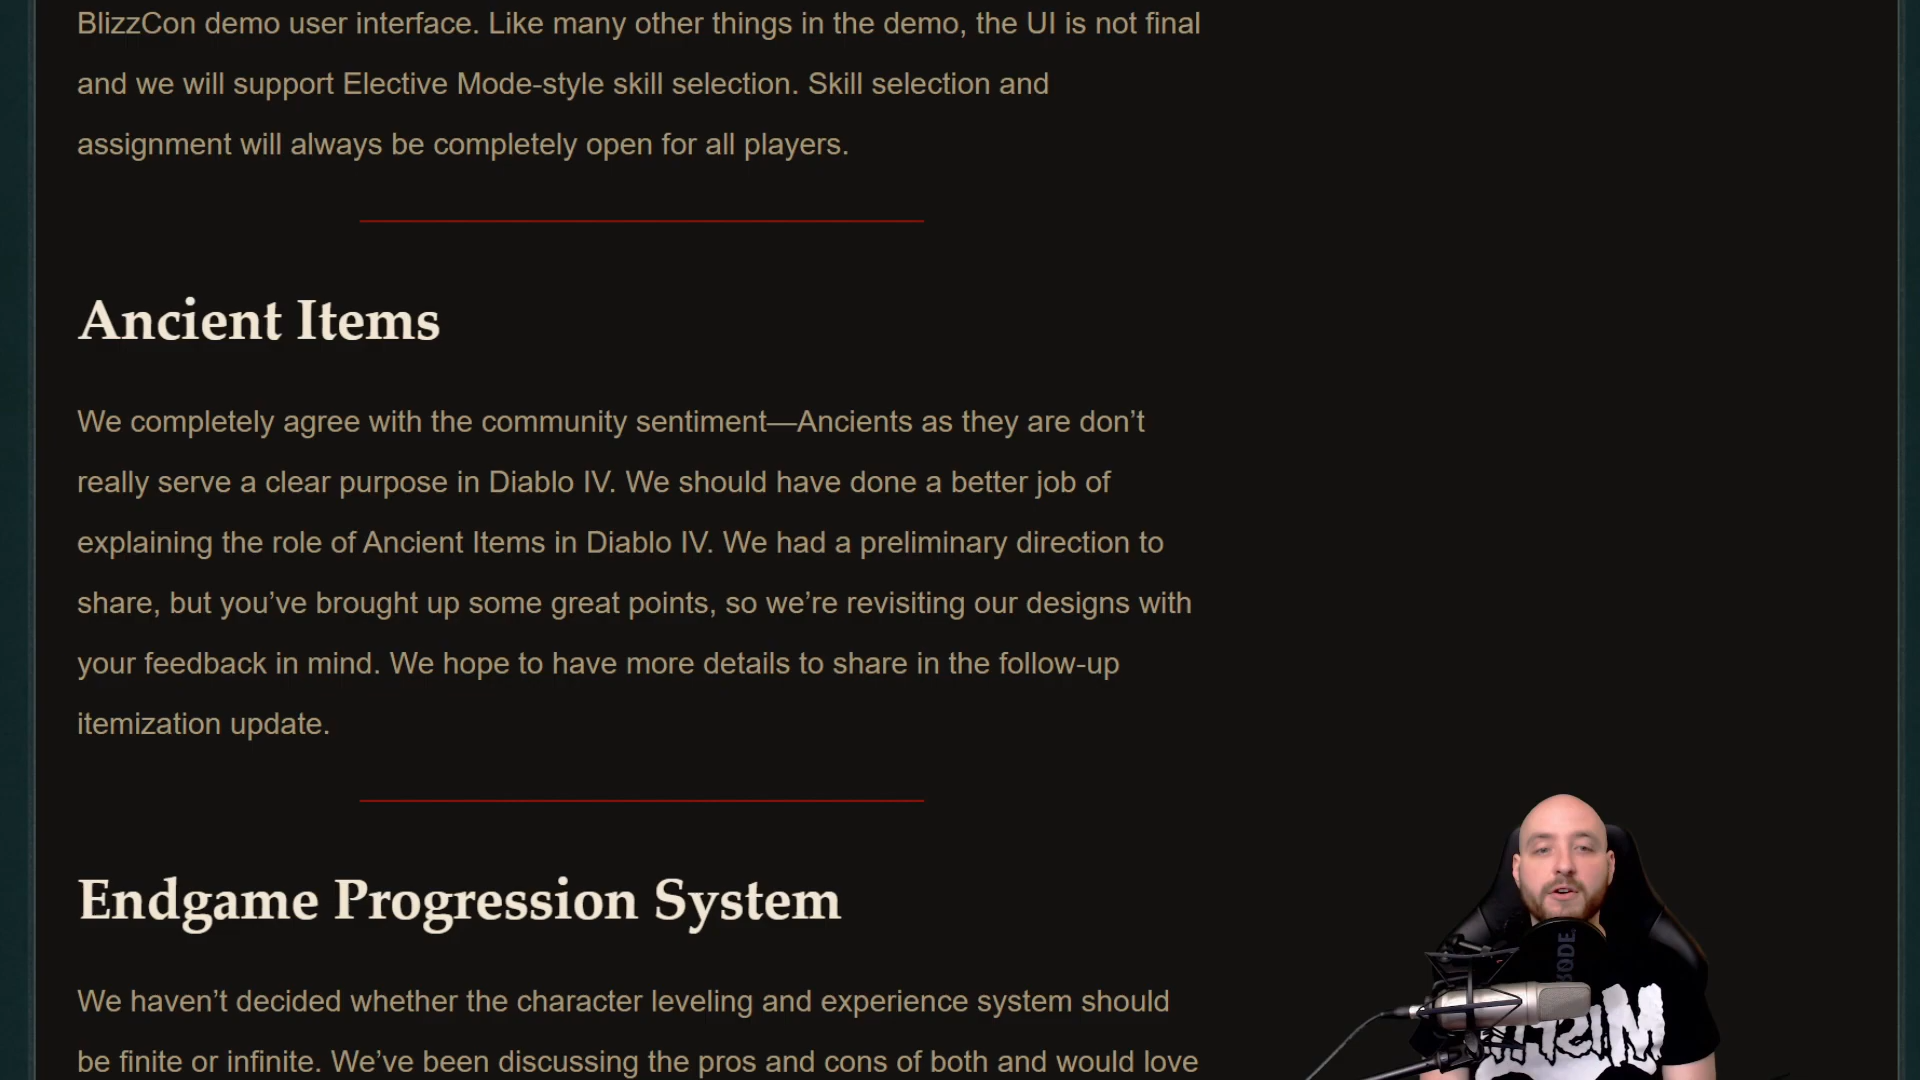 BlizzCon demo user interface. Like many other things in the demo, the UI is not final
and we will support Elective Mode-style skill selection. Skill selection and
assignment will always be completely open for all players.
Ancient Items
We completely agree with the community sentiment—Ancients as they are don’t
really serve a clear purpose in Diablo IV. We should have done a better job of
explaining the role of Ancient Items in Diablo IV. We had a preliminary direction to
share, but you’ve brought up some great points, so we’re revisiting our designs with
your feedback in mind. We hope to have more details to share in the follow-up
itemization update.
Endgame Progression System
We haven’t decided whether the character leveling and experience system should
be finite or infinite. We’ve been discussing the pros and cons of both and would love